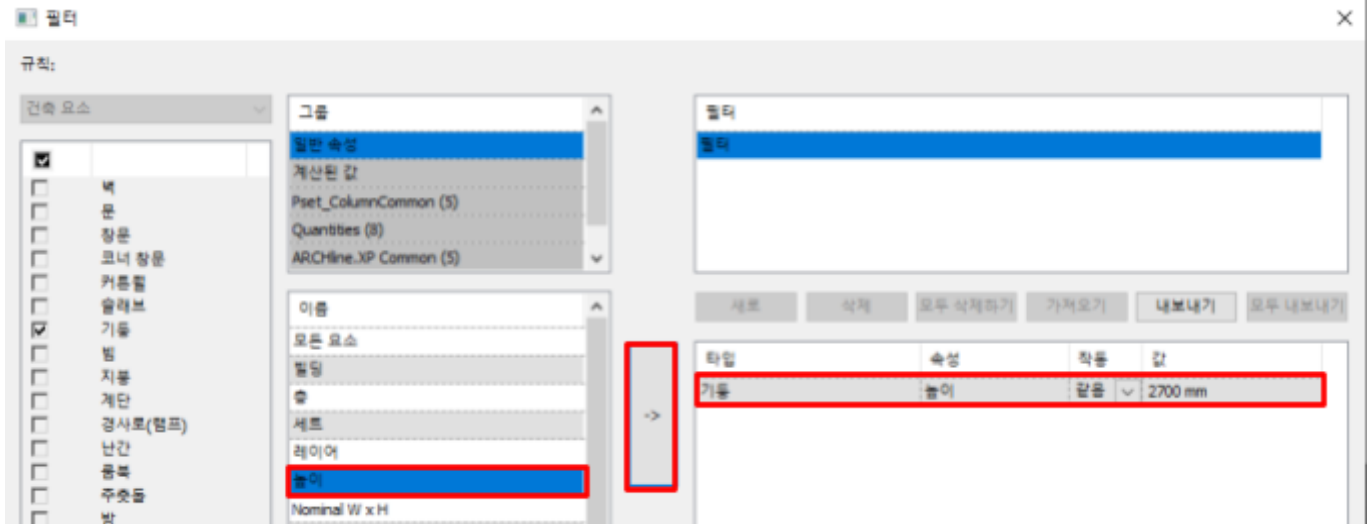 필터
규칙:
건축 요소
벽
문
창문
코너 창문
커튼월
슬래브
기둥
빔
지붕
계단
경사로(램프)
난간
룸북
주춧돌
방
그룹
일반 속성
계산된 값
Pset_ColumnCommon (5)
Quantities (8)
ARCHline.XP Common (5)
이름
모든 요소
빌딩
층
세트
레이어
높이
Nominal W x H
->
필터
필터
새로 삭제 모두 삭제하기 가져오기 내보내기 모두 내보내기
타입 속성 작동 값
기둥 높이 같음 2700 mm